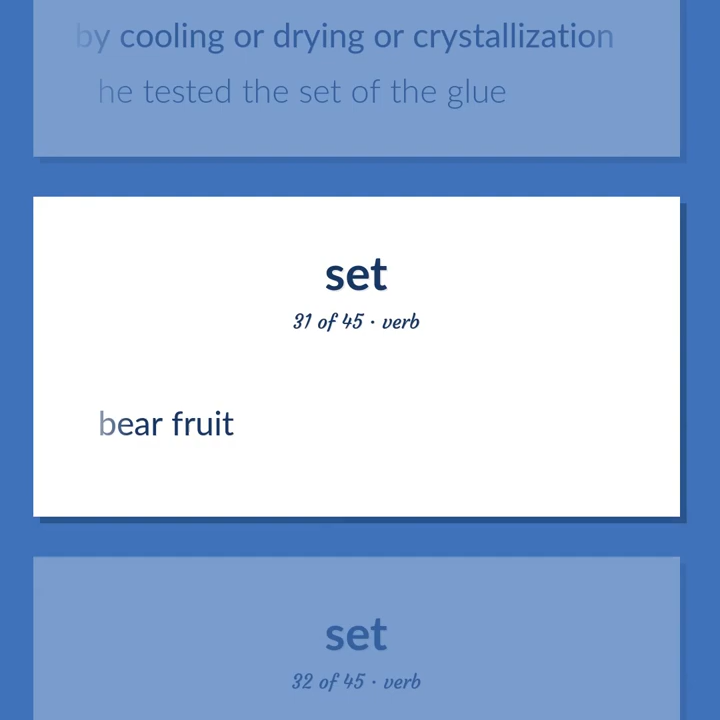 by cooling or drying or crystallization
he tested the set of the glue
set
31 of 45 · verb
bear fruit
set
32 of 45 · verb